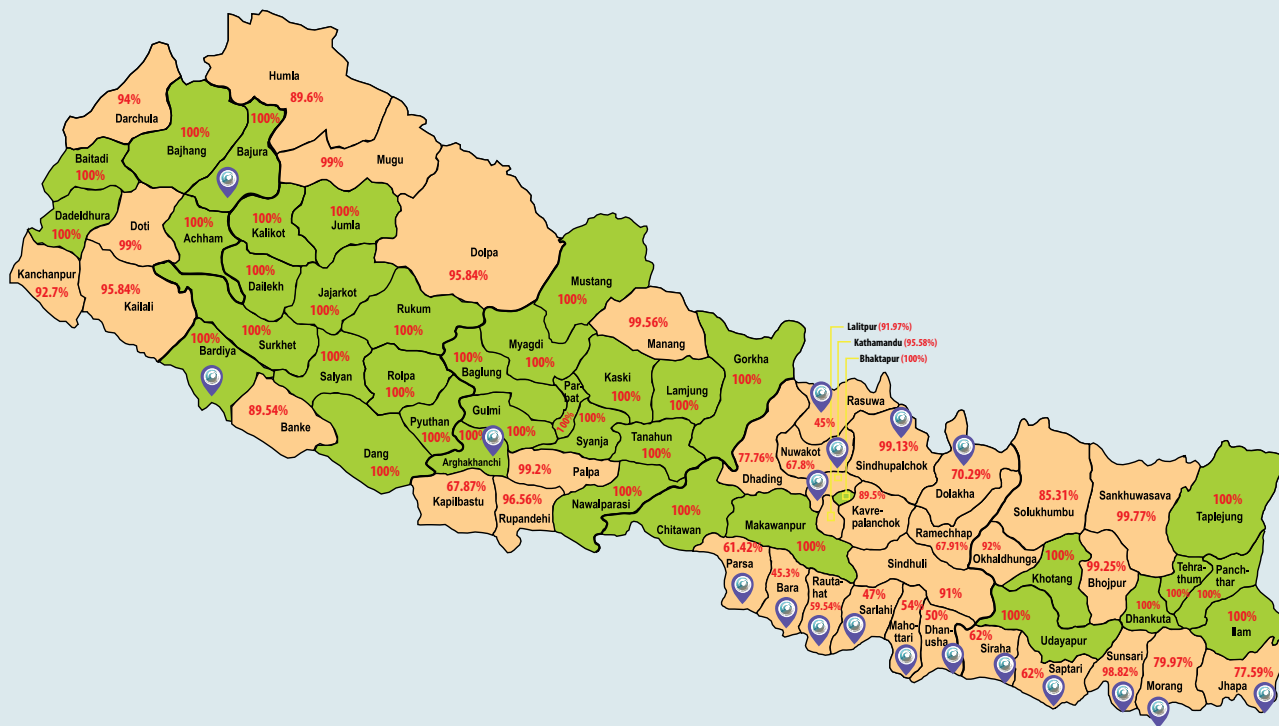 Humla
89.6%
94%
Darchula
100%
Bajhang
100%
Bajura
99%
Mugu
Baitadi
100%
Dadeldhura
100%
Doti
99%
100%
Achham
100%
Kalikot
100%
Jumla
Dolpa
95.84%
Kanchanpur
92.7%
95.84%
Kailali
100%
Dailekh
Jajarkot
100%
Mustang
100%
Rukum
100%
99.56%
Manang
100%
Bardiya
100%
Surkhet
100%
Salyan
Rolpa
100%
100%
Baglung
Myagdi
100%
Par-
bat
100%
Kaski
100%
Lamjung
100%
Gorkha
100%
Lalitpur (91.97%)
Kathamandu (95.58%)
Bhaktapur (100%)
89.54%
Banke
Dang
100%
Pyuthan
100%
Gulmi
100%
100%
Arghakhanchi
100%
Syanja
Tanahun
100%
99.2%
Palpa
67.87%
Kapilbastu
96.56%
Rupandehi
100%
Nawalparasi
100%
Chitawan
77.76%
Dhading
Rasuwa
45%
Nuwakot
67.8%
99.13%
Sindhupalchok
70.29%
Dolakha
89.5%
Kavre-
palanchok
Makawanpur
100%
Ramechhap
67.91%
85.31%
Solukhumbu
Sankhuwasava
99.77%
100%
Taplejung
92%
Okhaldhunga
100%
Khotang
99.25%
Bhojpur
Tehra-
thum
100%
Panch-
thar
100%
100%
Dhankuta
100%
Ilam
Sindhuli
91%
61.42%
Parsa
45.3%
Bara
Rauta-
hat
59.54%
47%
Sarlahi
54%
Maho-
ttari
50%
Dhan-
usha
62%
Siraha
100%
Udayapur
62%
Saptari
Sunsari
98.82%
79.97%
Morang
77.59%
Jhapa